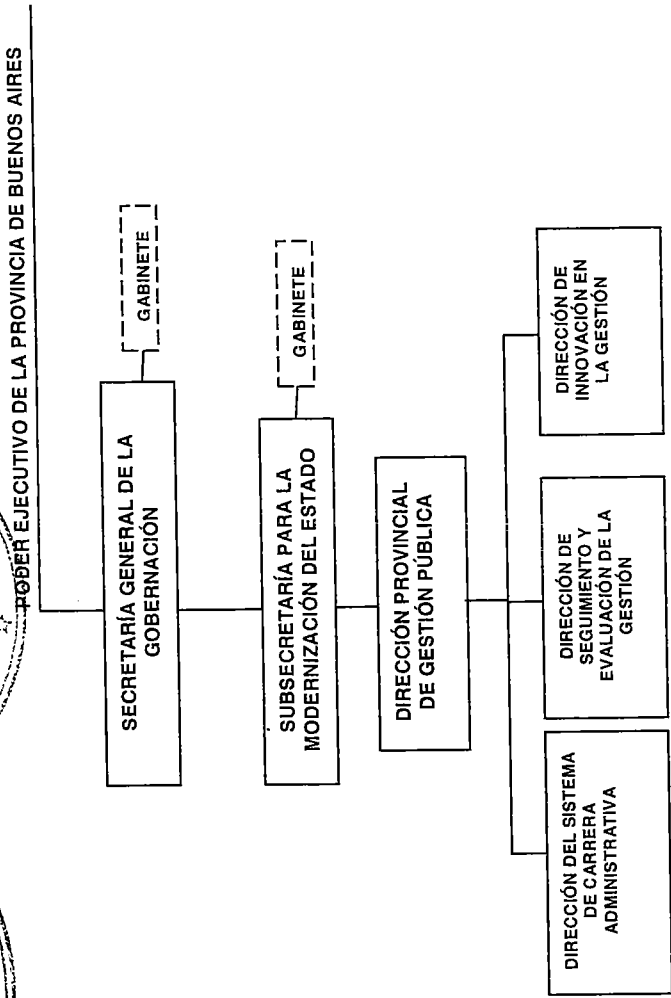 PODER EJECUTIVO DE LA PROVINCIA DE BUENOS AIRES
SECRETARÍA GENERAL DE LA
GOBERNACIÓN
GABINETE
SUBSECRETARÍA PARA LA
MODERNIZACIÓN DEL ESTADO
GABINETE
DIRECCIÓN PROVINCIAL
DE GESTIÓN PÚBLICA
DIRECCIÓN DEL SISTEMA
DE CARRERA
ADMINISTRATIVA
DIRECCIÓN DE
SEGUIMIENTO Y
EVALUACIÓN DE LA
GESTIÓN
DIRECCIÓN DE
INNOVACIÓN EN
LA GESTIÓN